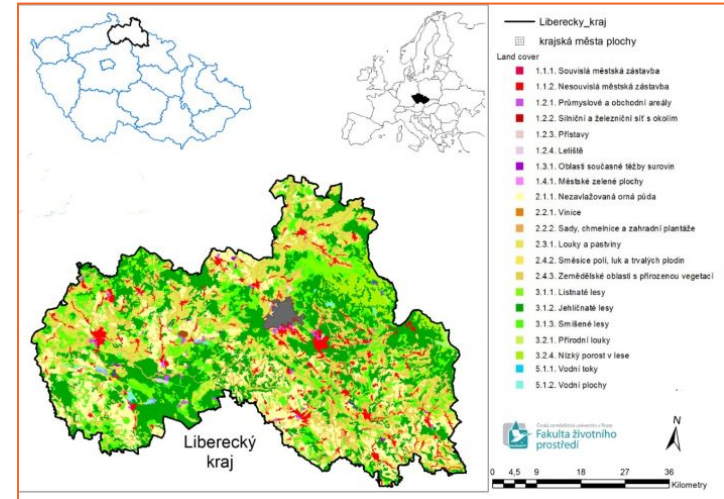 Liberecky_kraj
krajská města plochy
Land cover
1.1.1. Souvislá městská zástavba
1.1.2. Nesouvislá městská zástavba
1.2.1. Průmyslové a obchodní areály
1.2.2. Silniční a železniční síť s okolím
1.2.3. Přístavy
1.2.4. Letiště
1.3.1. Oblasti současné těžby surovin
1.4.1. Městské zelené plochy
2.1.1. Nezavlažovaná orná půda
2.2.1. Vinice
2.2.2. Sady, chmelnice a zahradní plantáže
2.3.1. Louky a pastviny
2.4.2. Směsice polí, luk a trvalých plodin
2.4.3. Zemědělské oblasti s přirozenou vegetací
3.1.1. Listnaté lesy
3.1.2. Jehličnaté lesy
3.1.3. Smíšené lesy
3.2.1. Přírodní louky
3.2.4. Nízký porost v lese
5.1.1. Vodní toky
5.1.2. Vodní plochy
Liberecký
kraj
Česká zemědělská univerzita v Praze
Fakulta životního
prostředí
N
0 4,5 9 18 27 36
Kilometry